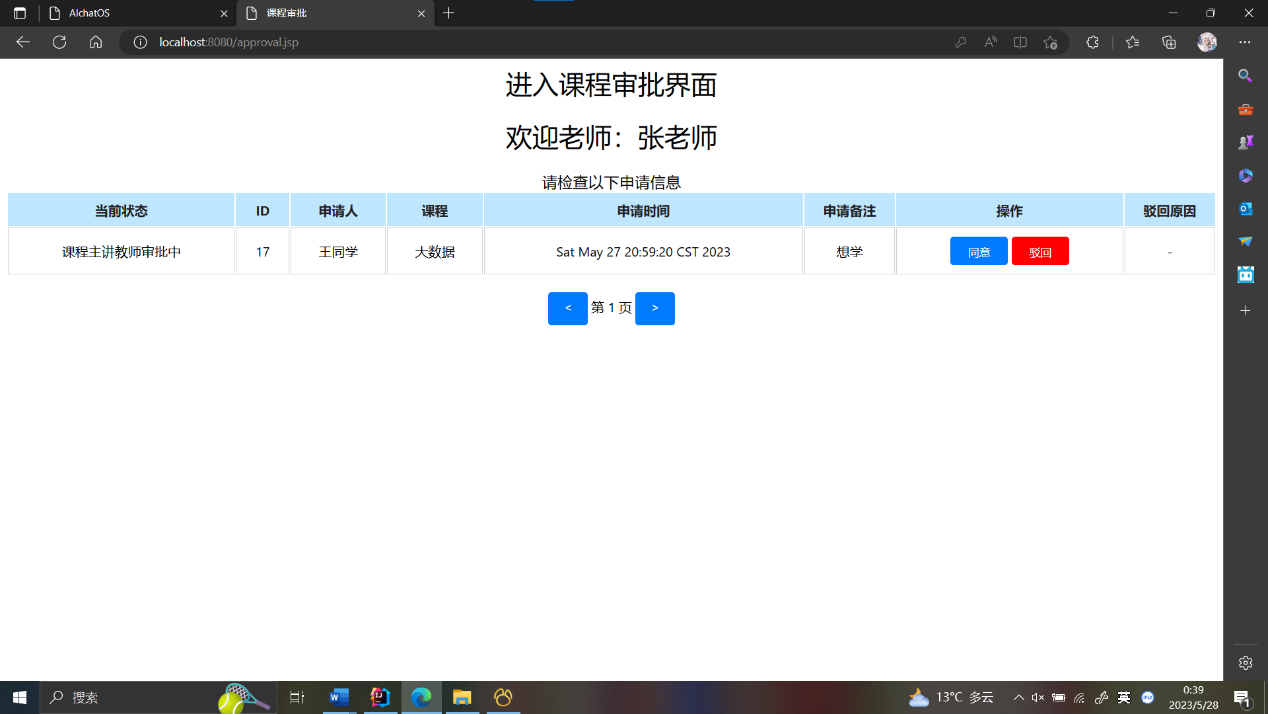 AIchatOS
课程审批
localhost:8080/approval.jsp
进入课程审批界面
欢迎老师：张老师
请检查以下申请信息
当前状态 ID 申请人 课程 申请时间 申请备注 操作 驳回原因
课程主讲教师审批中 17 王同学 大数据 Sat May 27 20:59:20 CST 2023 想学 同意 驳回 -
< 第 1 页 >
搜索
13°C 多云
英
0:39
2023/5/28
1